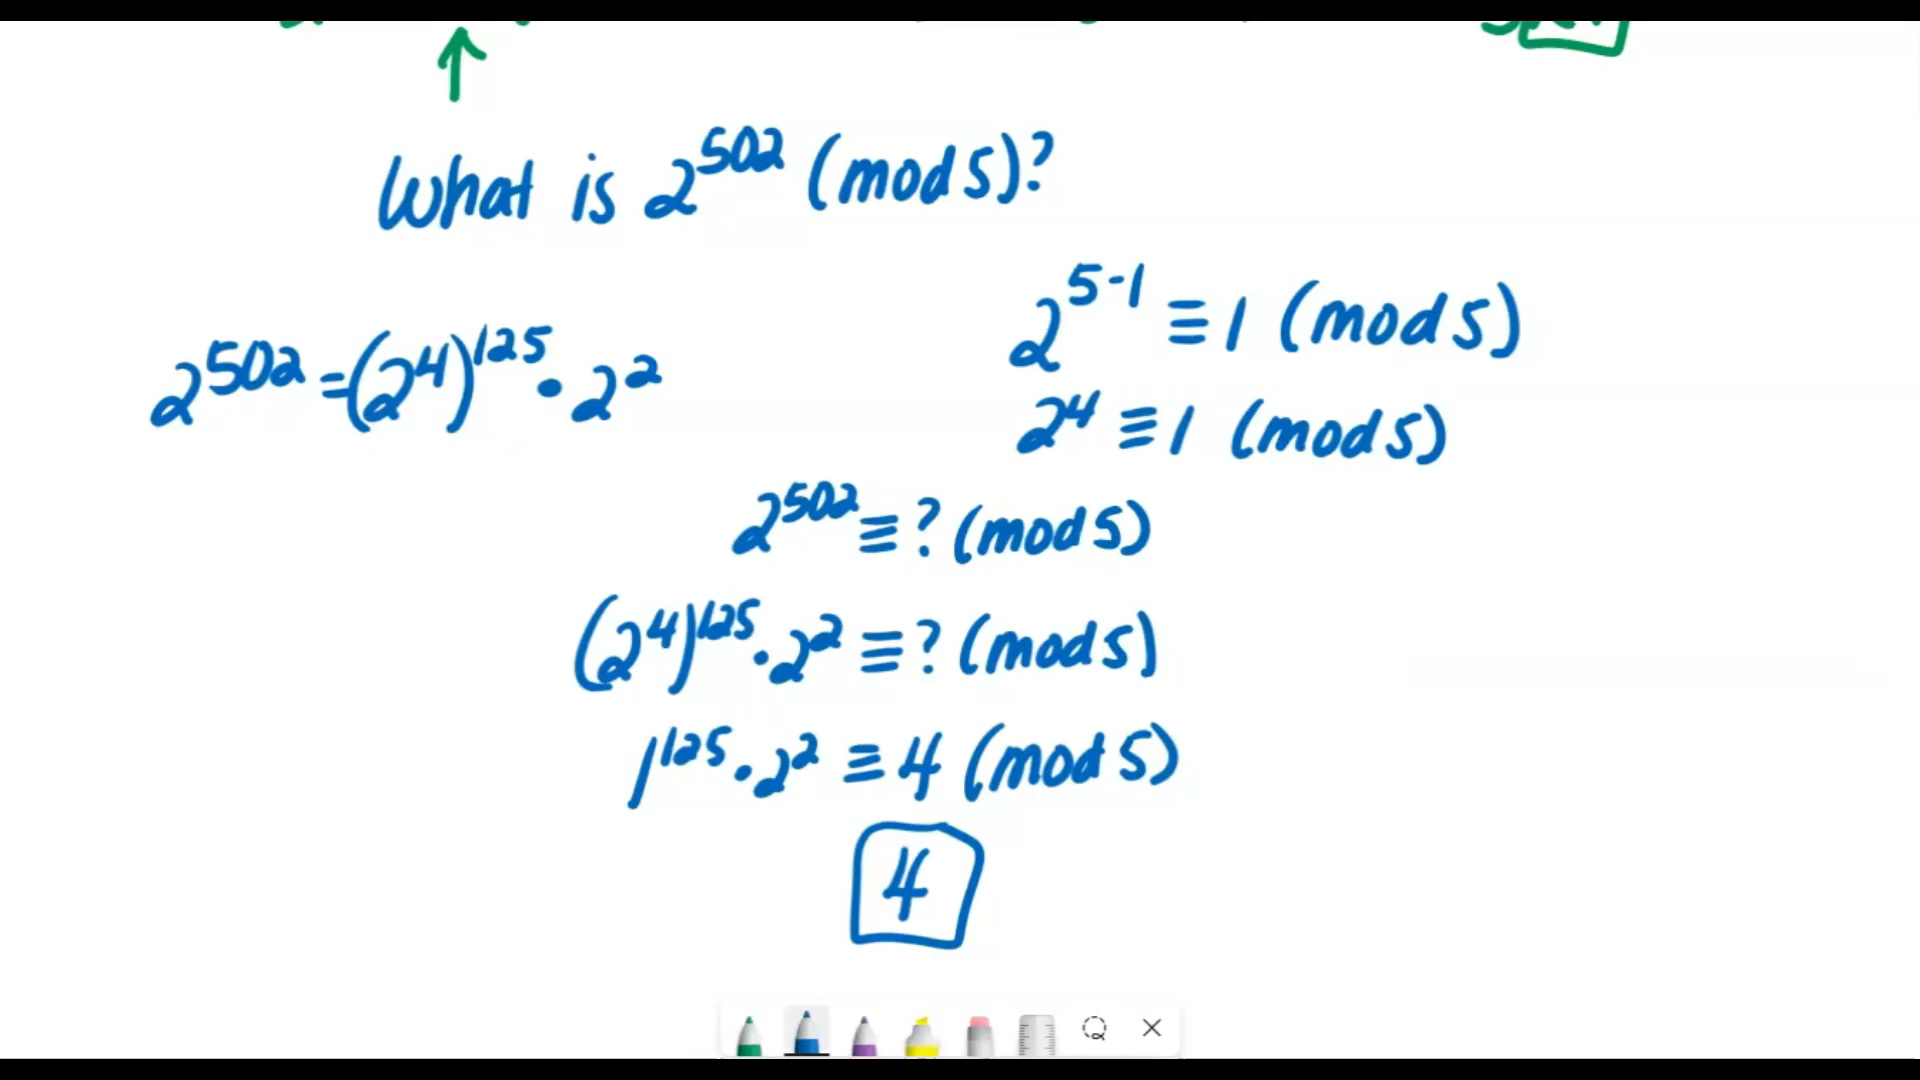 What is 2^502 (mod 5)?
2^(5-1) ≡ 1 (mod 5)
2^502 = (2^4)^125 • 2^2
2^4 ≡ 1 (mod 5)
2^502 ≡ ? (mod 5)
(2^4)^125 • 2^2 ≡ ? (mod 5)
1^125 • 2^2 ≡ 4 (mod 5)
4